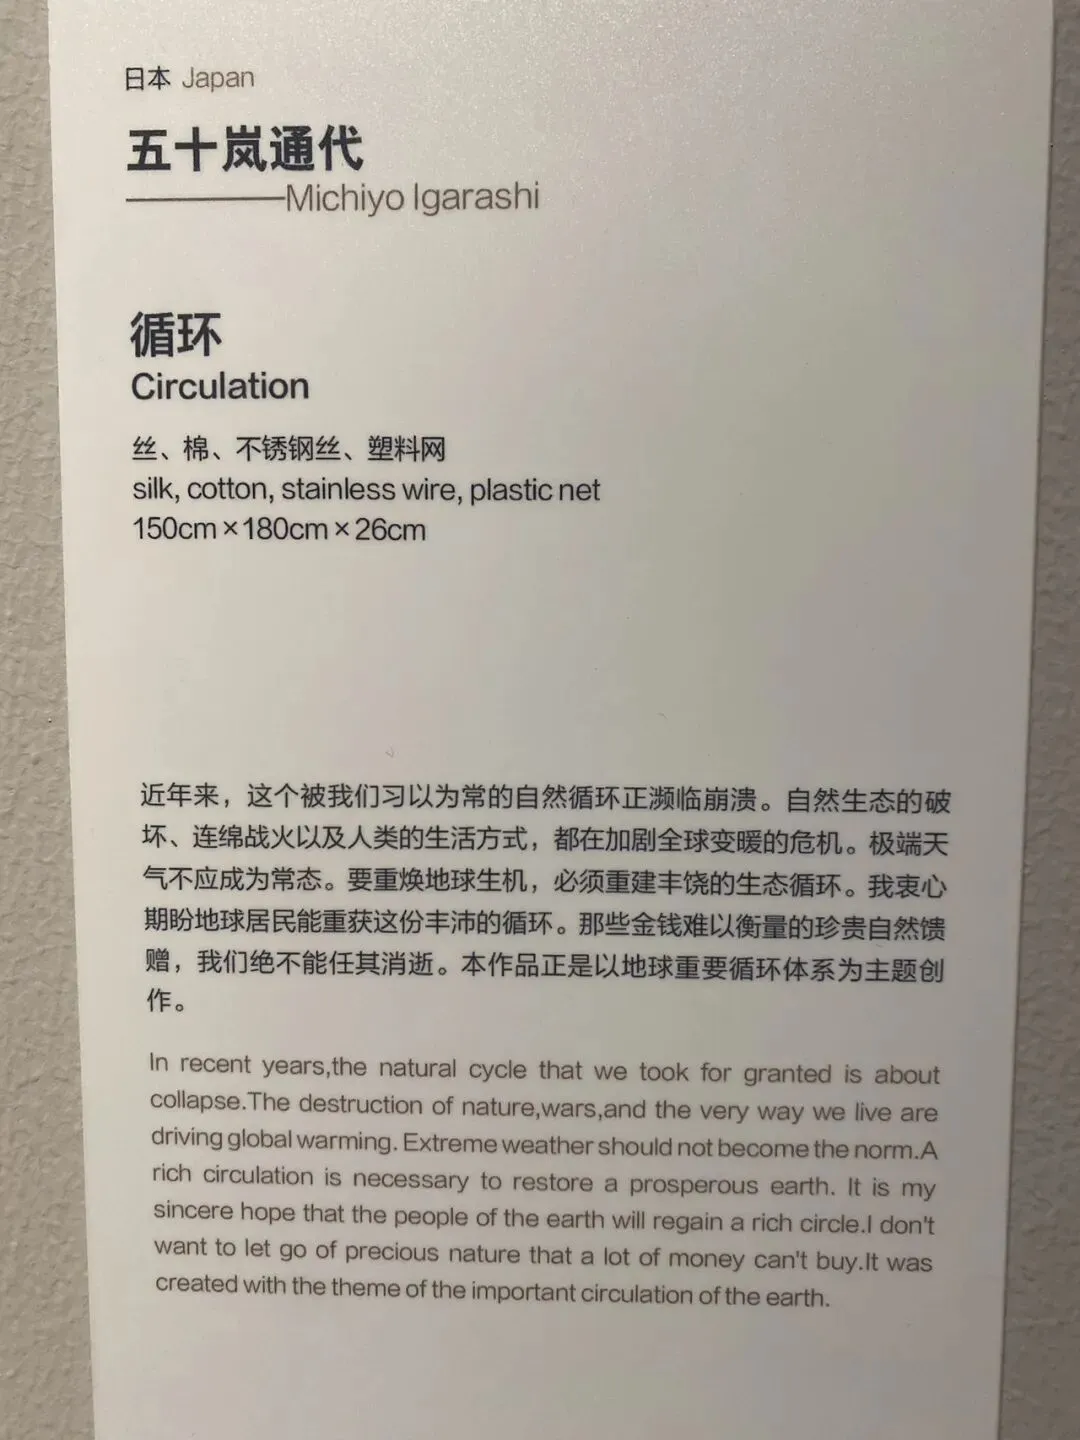 日本 Japan
五十岚通代
————Michiyo Igarashi
循环
Circulation
丝、棉、不锈钢丝、塑料网
silk, cotton, stainless wire, plastic net
150cm×180cm×26cm
近年来，这个被我们习以为常的自然循环正濒临崩溃。自然生态的破
坏、连绵战火以及人类的生活方式，都在加剧全球变暖的危机。极端天
气不应成为常态。要重焕地球生机，必须重建丰饶的生态循环。我衷心
期盼地球居民能重获这份丰沛的循环。那些金钱难以衡量的珍贵自然馈
赠，我们绝不能任其消逝。本作品正是以地球重要循环体系为主题创
作。
In recent years,the natural cycle that we took for granted is about
collapse.The destruction of nature,wars,and the very way we live are
driving global warming. Extreme weather should not become the norm.A
rich circulation is necessary to restore a prosperous earth. It is my
sincere hope that the people of the earth will regain a rich circle.I don't
want to let go of precious nature that a lot of money can't buy.It was
created with the theme of the important circulation of the earth.